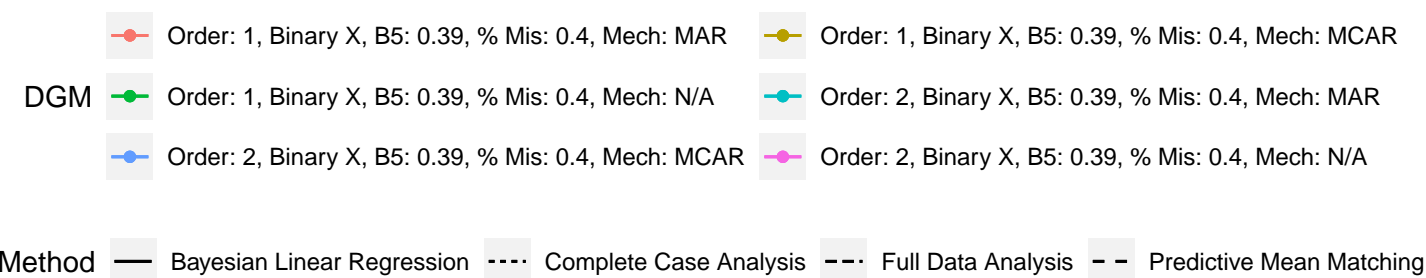 Order: 1, Binary X, B5: 0.39, % Mis: 0.4, Mech: MAR Order: 1, Binary X, B5: 0.39, % Mis: 0.4, Mech: MCAR
DGM Order: 1, Binary X, B5: 0.39, % Mis: 0.4, Mech: N/A Order: 2, Binary X, B5: 0.39, % Mis: 0.4, Mech: MAR
Order: 2, Binary X, B5: 0.39, % Mis: 0.4, Mech: MCAR Order: 2, Binary X, B5: 0.39, % Mis: 0.4, Mech: N/A
Method Bayesian Linear Regression Complete Case Analysis Full Data Analysis Predictive Mean Matching